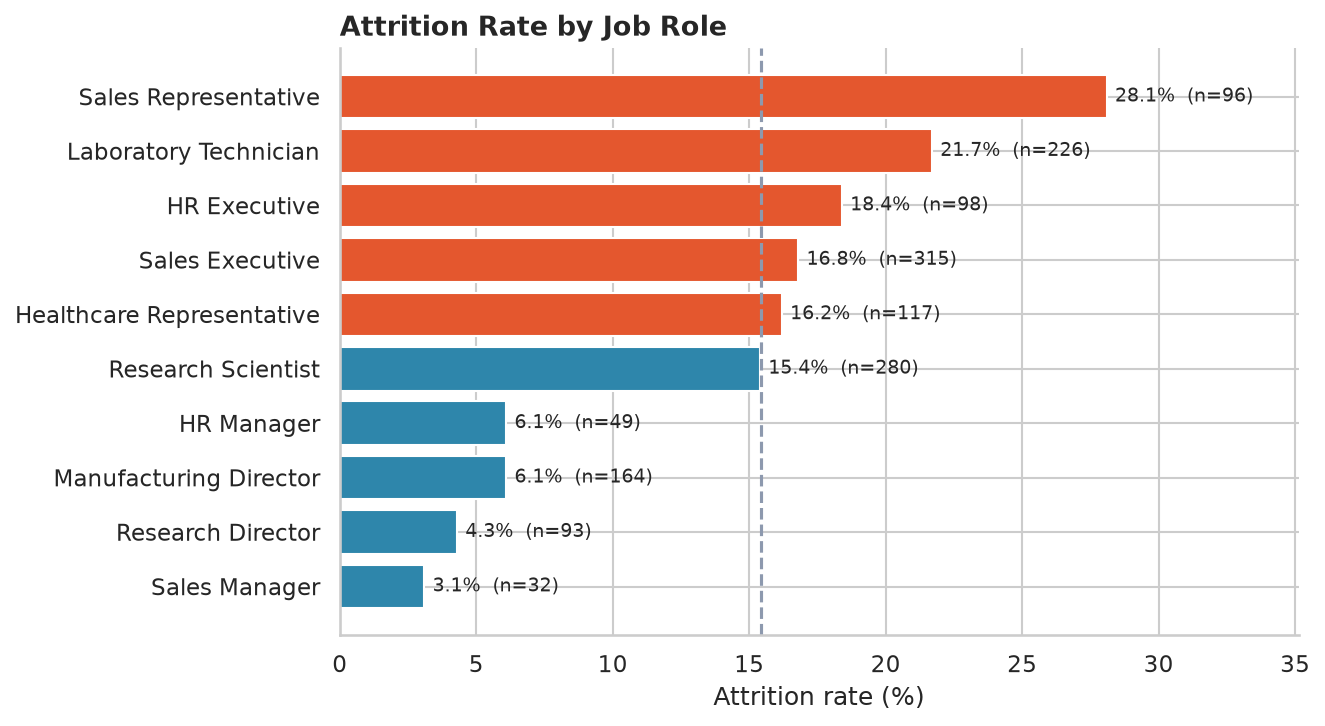 Attrition Rate by Job Role
Sales Representative 28.1% (n=96)
Laboratory Technician 21.7% (n=226)
HR Executive 18.4% (n=98)
Sales Executive 16.8% (n=315)
Healthcare Representative 16.2% (n=117)
Research Scientist 15.4% (n=280)
HR Manager 6.1% (n=49)
Manufacturing Director 6.1% (n=164)
Research Director 4.3% (n=93)
Sales Manager 3.1% (n=32)
0 5 10 15 20 25 30 35
Attrition rate (%)